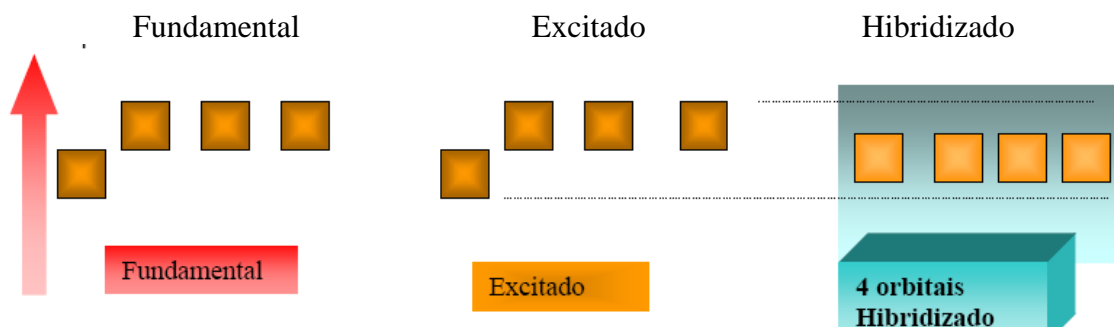 Fundamental Excitado Hibridizado
Fundamental
Excitado
4 orbitais
Hibridizado